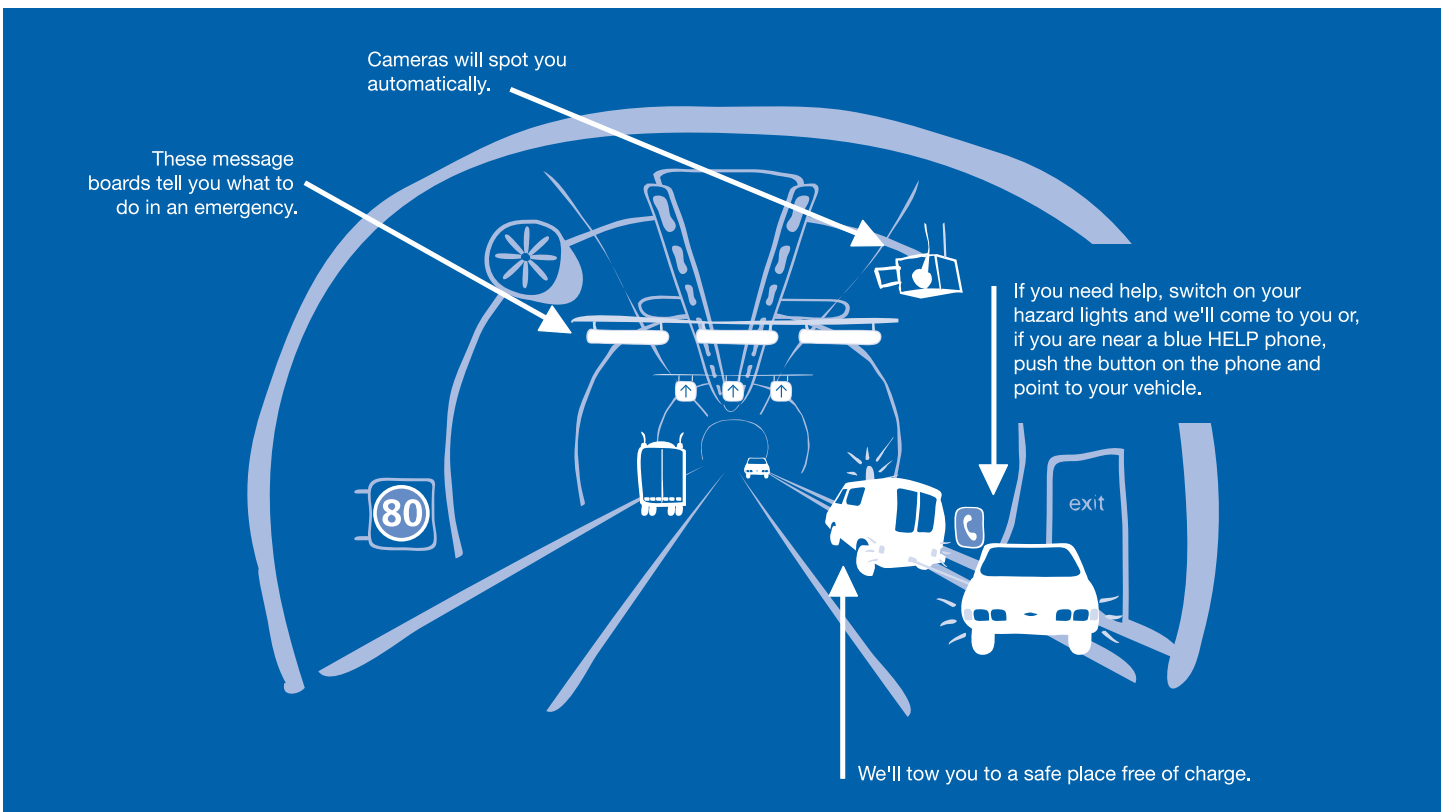 Cameras will spot you
automatically.
These message
boards tell you what to
do in an emergency.
If you need help, switch on your
hazard lights and we'll come to you or,
if you are near a blue HELP phone,
push the button on the phone and
point to your vehicle.
exit
80
We'll tow you to a safe place free of charge.